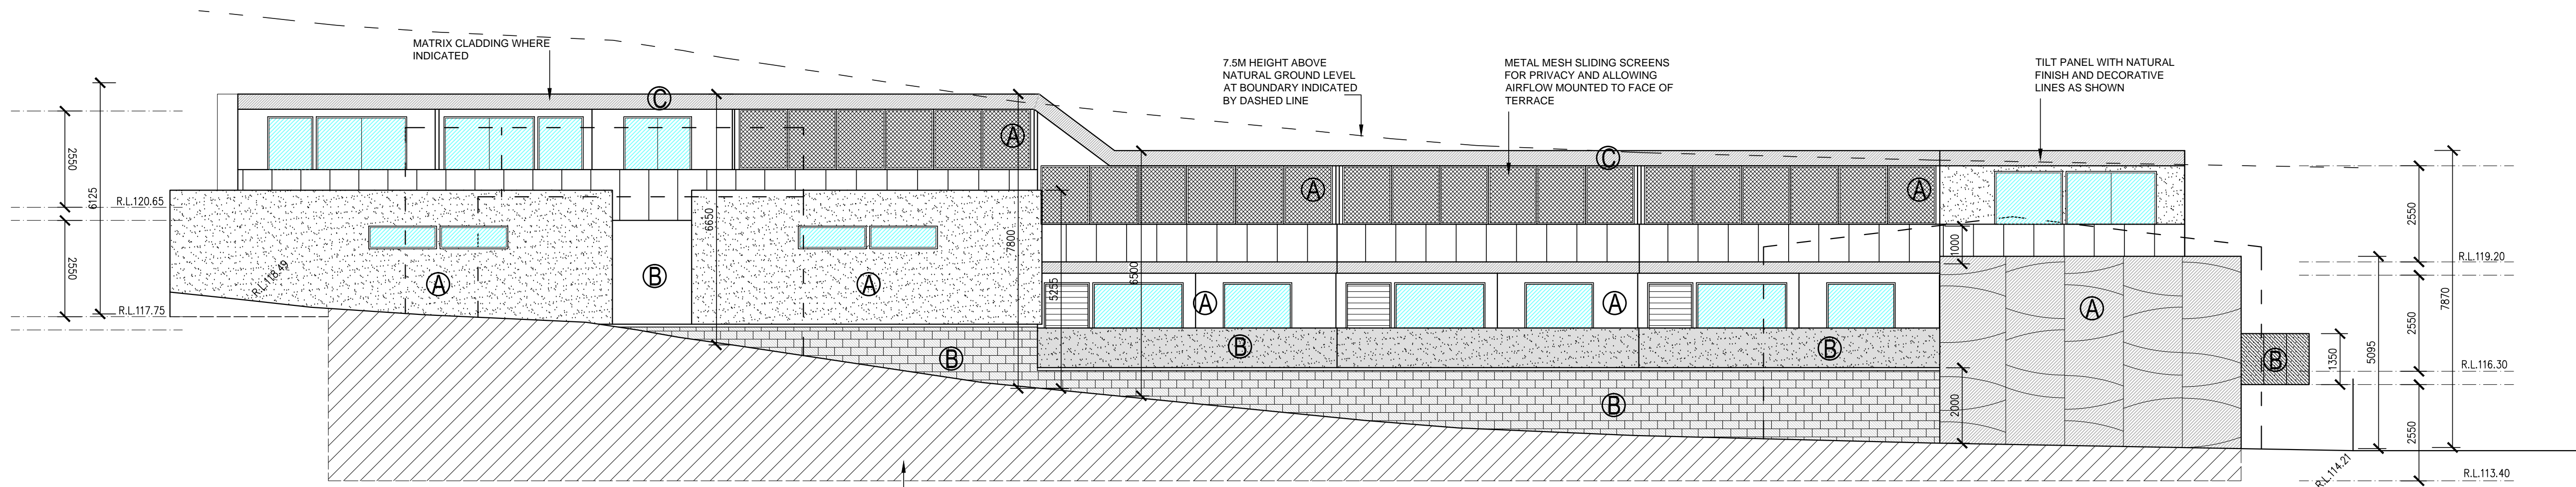 MATRIX CLADDING WHERE
INDICATED
7.5M HEIGHT ABOVE
NATURAL GROUND LEVEL
AT BOUNDARY INDICATED
BY DASHED LINE
METAL MESH SLIDING SCREENS
FOR PRIVACY AND ALLOWING
AIRFLOW MOUNTED TO FACE OF
TERRACE
TILT PANEL WITH NATURAL
FINISH AND DECORATIVE
LINES AS SHOWN
C
C
A
A
A
2550
6125
R.L.120.65
2550
R.L.117.75
R.L.118.49
A
B
A
6650
7800
5255
6500
A
A
B
B
B
B
B
1000
2000
A
B
1350
5095
2550
2550
2550
7870
R.L.119.20
R.L.116.30
R.L.114.21
R.L.113.40